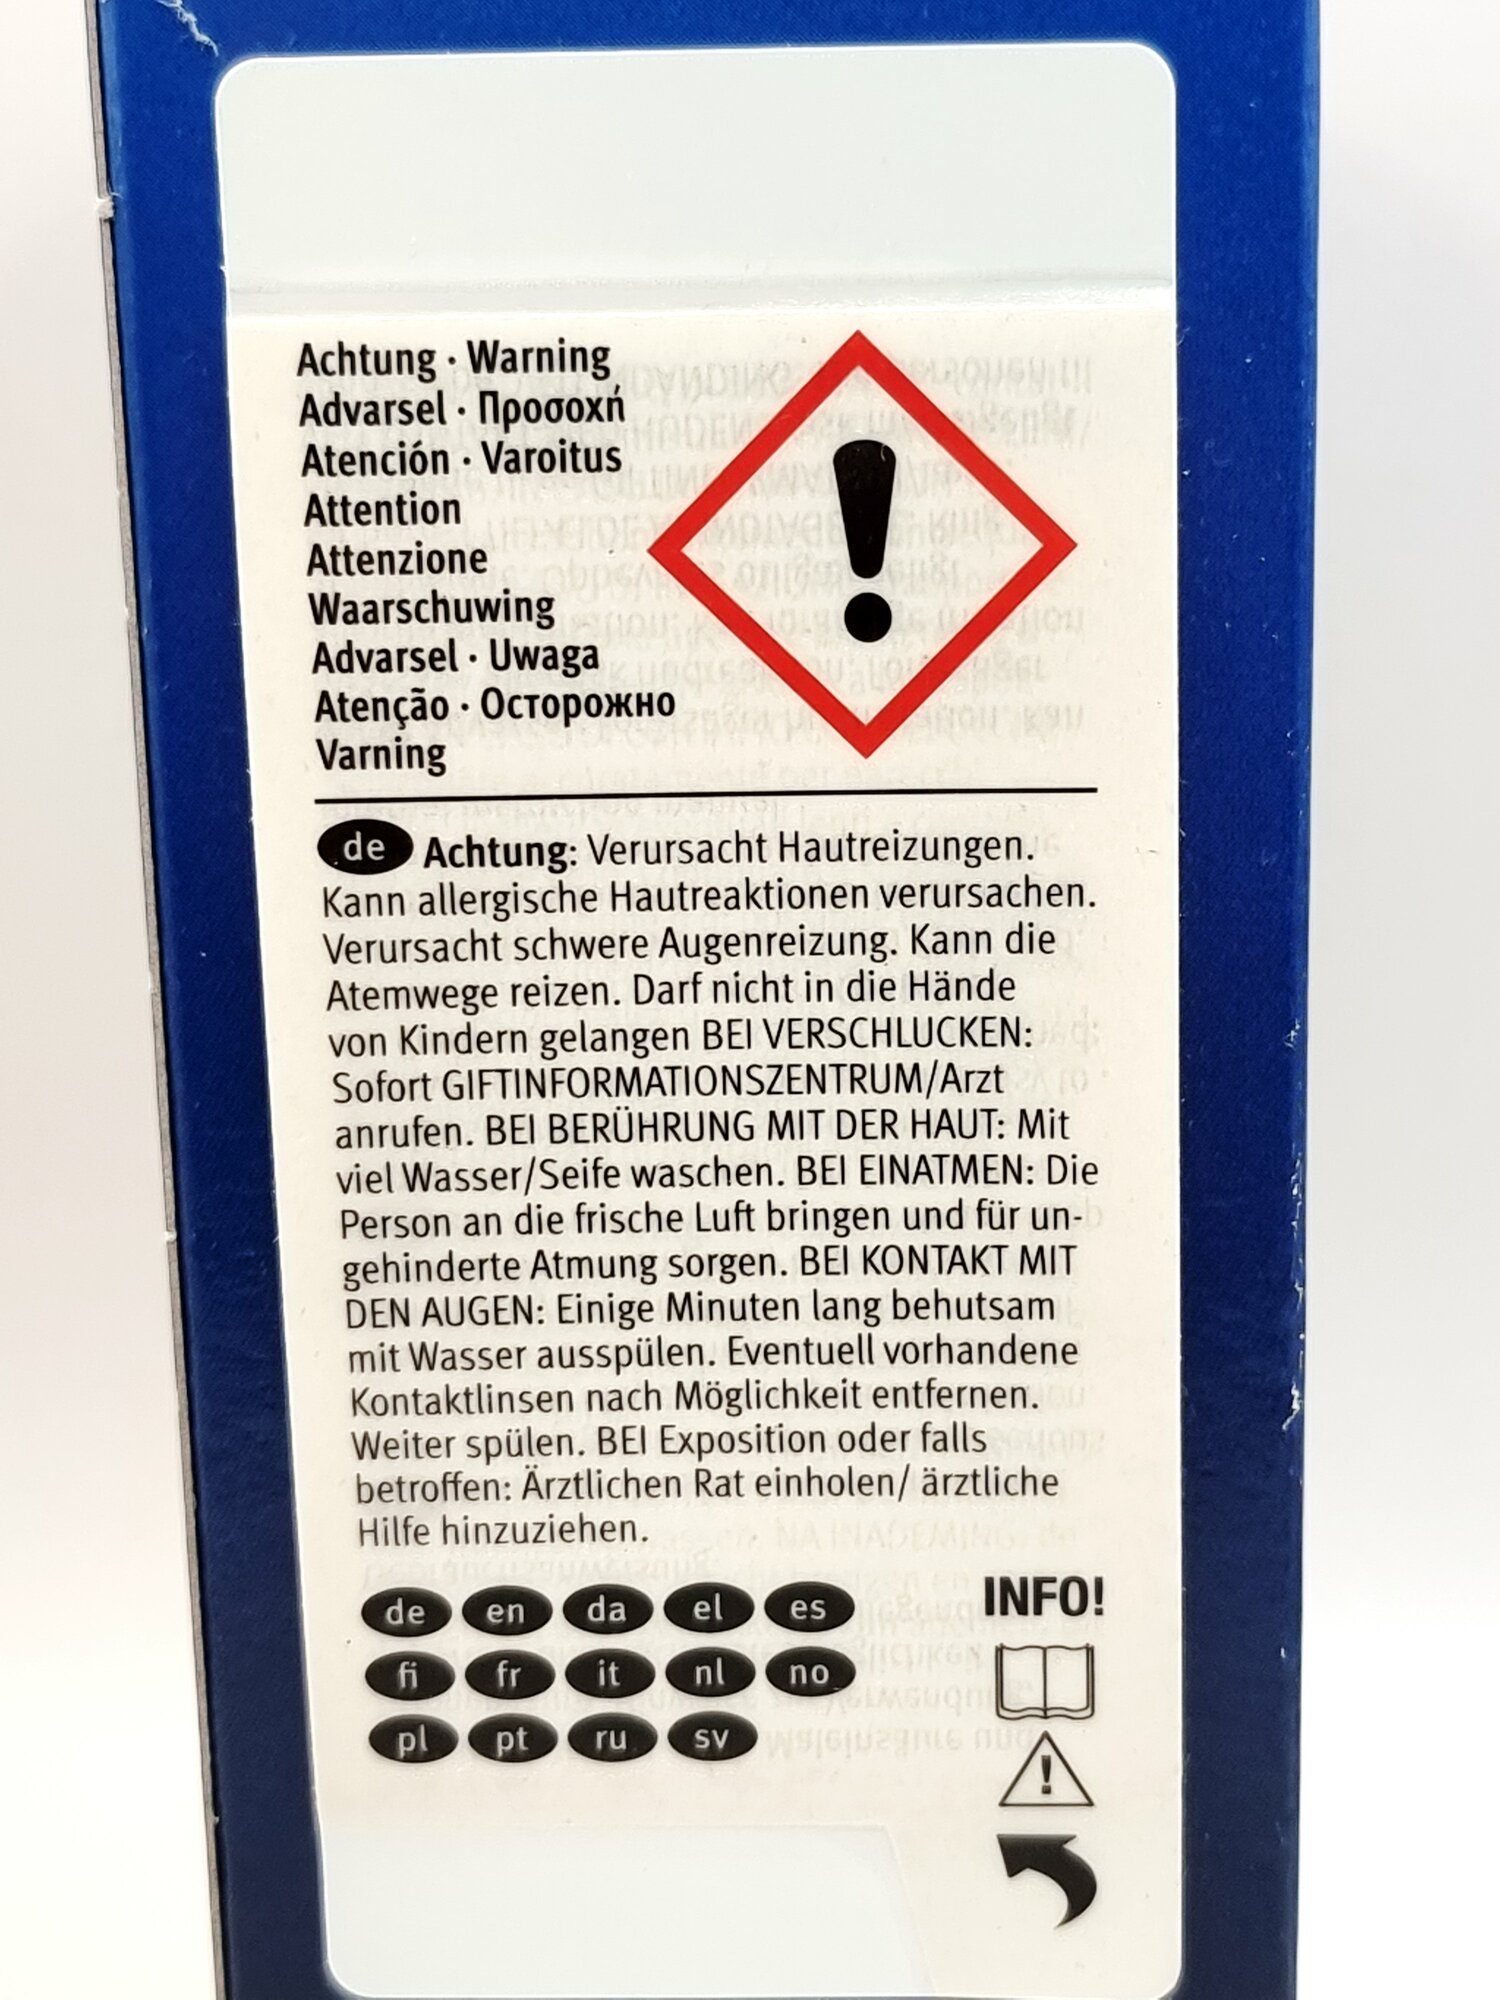 Achtung · Warning
Advarsel · Προσοχή
Atención · Varoitus
Attention
Attenzione
Waarschuwing
Advarsel · Uwaga
Atenção · Осторожно
Varning
de Achtung: Verursacht Hautreizungen.
Kann allergische Hautreaktionen verursachen.
Verursacht schwere Augenreizung. Kann die
Atemwege reizen. Darf nicht in die Hände
von Kindern gelangen BEI VERSCHLUCKEN:
Sofort GIFTINFORMATIONSZENTRUM/Arzt
anrufen. BEI BERÜHRUNG MIT DER HAUT: Mit
viel Wasser/Seife waschen. BEI EINATMEN: Die
Person an die frische Luft bringen und für un-
gehinderte Atmung sorgen. BEI KONTAKT MIT
DEN AUGEN: Einige Minuten lang behutsam
mit Wasser ausspülen. Eventuell vorhandene
Kontaktlinsen nach Möglichkeit entfernen.
Weiter spülen. BEI Exposition oder falls
betroffen: Ärztlichen Rat einholen/ ärztliche
Hilfe hinzuziehen.
de en da el es
fi fr it nl no
pl pt ru sv
INFO!